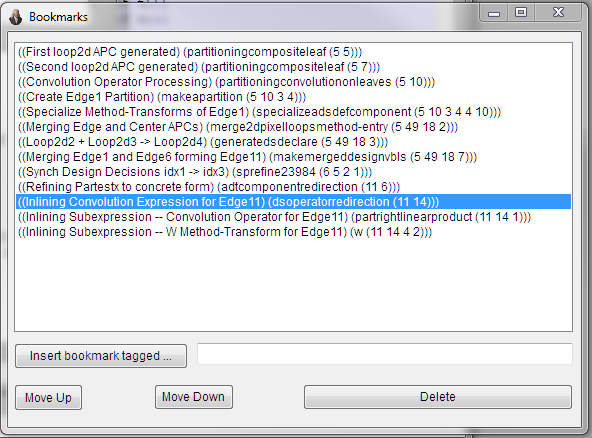 Bookmarks
((First loop2d APC generated) (partitioningcompositeleaf (5 5)))
((Second loop2d APC generated) (partitioningcompositeleaf (5 7)))
((Convolution Operator Processing) (partitioningconvolutiononleaves (5 10)))
((Create Edge1 Partition) (makeapartition (5 10 3 4)))
((Specialize Method-Transforms of Edge1) (specializeadsdefcomponent (5 10 3 4 4 10)))
((Merging Edge and Center APCs) (merge2dpixelloopsmethod-entry (5 49 18 2)))
((Loop2d2 + Loop2d3 -> Loop2d4) (generatedsdeclare (5 49 18 3)))
((Merging Edge1 and Edge6 forming Edge11) (makemergeddesignvbls (5 49 18 7)))
((Synch Design Decisions idx1 -> idx3) (sprefine23984 (6 5 2 1)))
((Refining Partestx to concrete form) (adtcomponentredirection (11 6)))
((Inlining Convolution Expression for Edge11) (dsoperatorredirection (11 14)))
((Inlining Subexpression -- Convolution Operator for Edge11) (partrightlinearproduct (11 14 1)))
((Inlining Subexpression -- W Method-Transform for Edge11) (w (11 14 4 2)))
Insert bookmark tagged ...
Move Up
Move Down
Delete